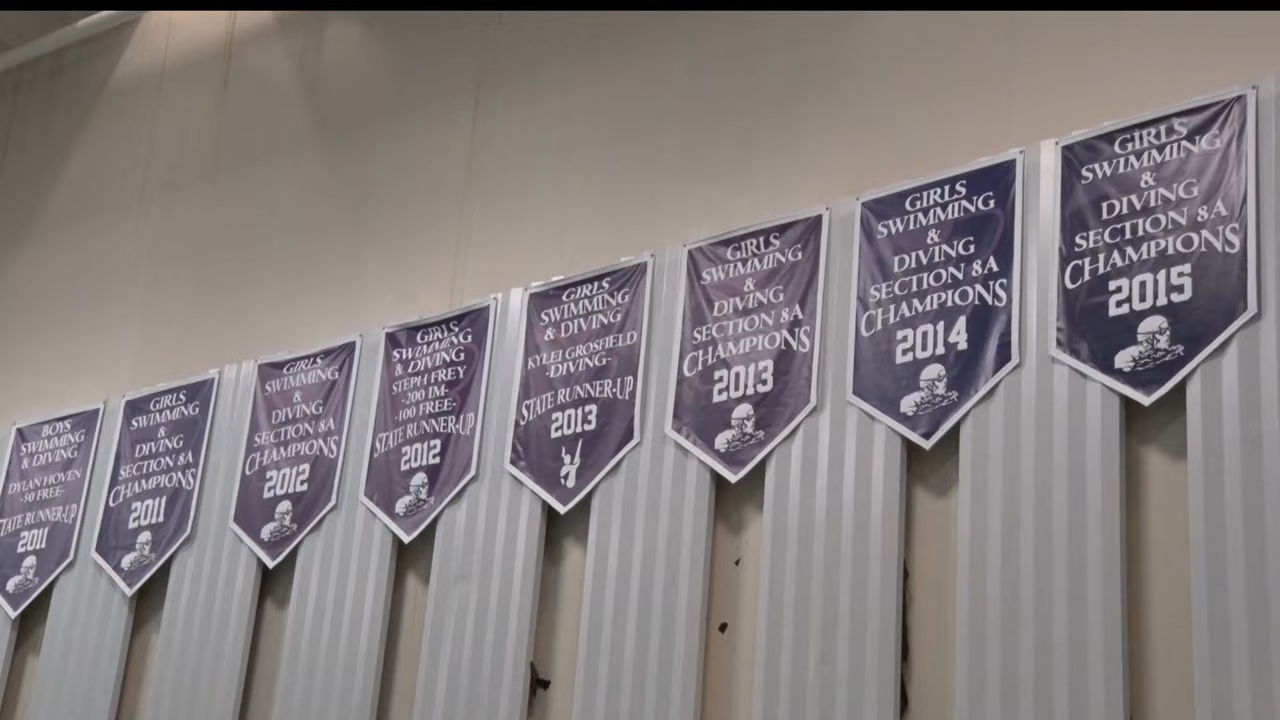 BOYS
SWIMMING
& DIVING
DYLAN HOVEN
-50 FREE-
STATE RUNNER-UP
2011
GIRLS
SWIMMING
&
DIVING
SECTION 8A
CHAMPIONS
2011
GIRLS
SWIMMING
&
DIVING
SECTION 8A
CHAMPIONS
2012
GIRLS
SWIMMING
& DIVING
STEPH FREY
-200 IM-
-100 FREE-
STATE RUNNER-UP
2012
GIRLS
SWIMMING
& DIVING
KYLEI GROSFIELD
-DIVING-
STATE RUNNER-UP
2013
GIRLS
SWIMMING
&
DIVING
SECTION 8A
CHAMPIONS
2013
GIRLS
SWIMMING
&
DIVING
SECTION 8A
CHAMPIONS
2014
GIRLS
SWIMMING
&
DIVING
SECTION 8A
CHAMPIONS
2015